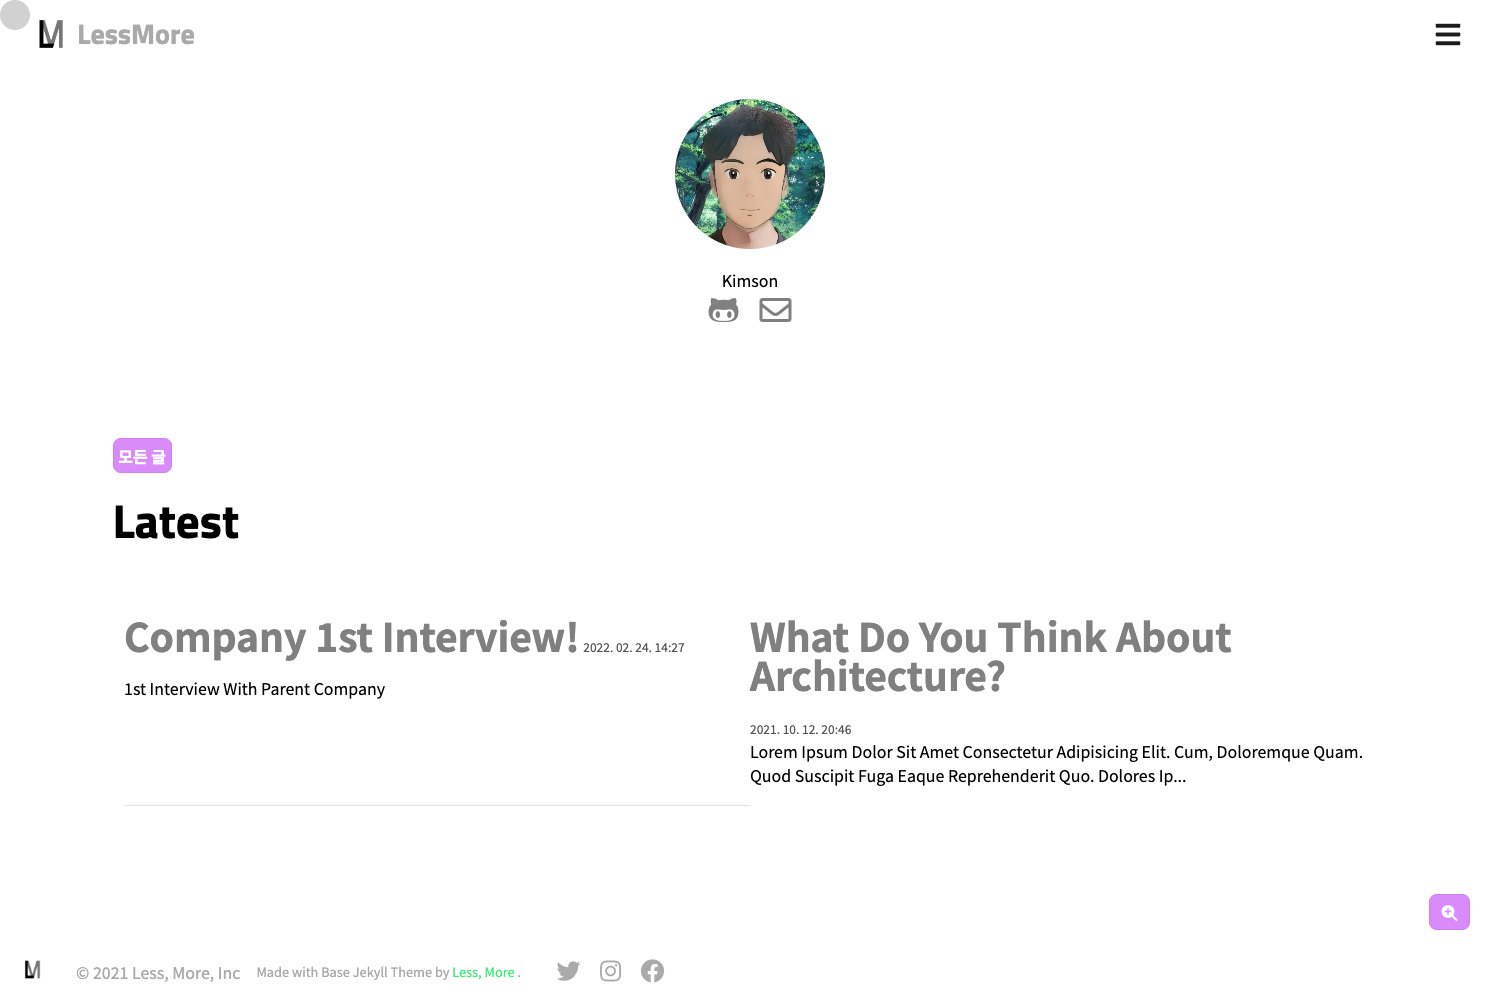 LM LessMore
Kimson
모든 글
Latest
Company 1st Interview! 2022. 02. 24. 14:27
1st Interview With Parent Company
What Do You Think About
Architecture?
2021. 10. 12. 20:46
Lorem Ipsum Dolor Sit Amet Consectetur Adipisicing Elit. Cum, Doloremque Quam.
Quod Suscipit Fuga Eaque Reprehenderit Quo. Dolores Ip...
LM © 2021 Less, More, Inc Made with Base Jekyll Theme by Less, More .